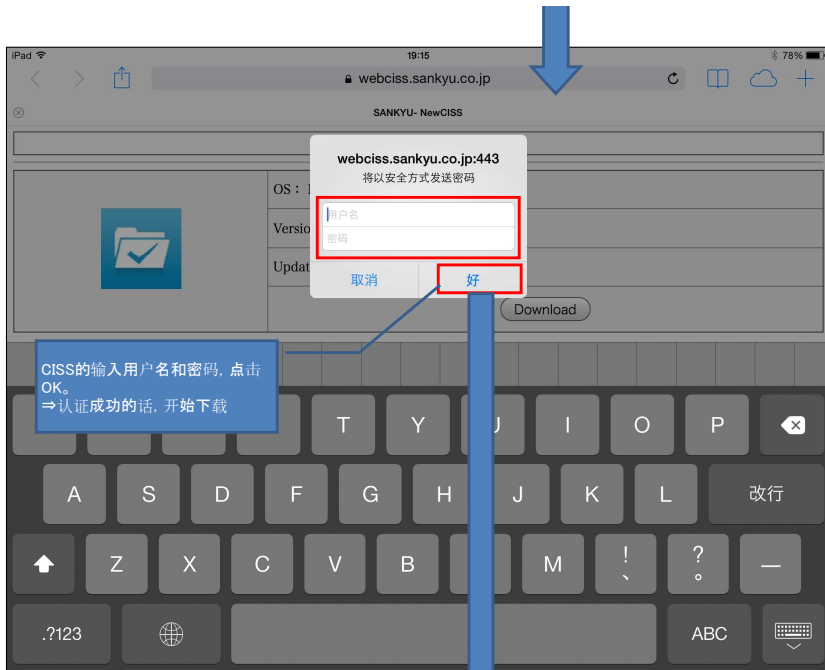 iPad
19:15
78%
webciss.sankyu.co.jp
SANKYU- NewCISS
webciss.sankyu.co.jp:443
将以安全方式发送密码
OS：
用户名
Versio
密码
Updat
取消
好
Download
CISS的输入用户名和密码, 点击
OK。
⇒认证成功的话, 开始下载
T Y U I O P
A S D F G H J K L 改行
Z X C V B M ! 、 ? 。 —
.?123
ABC